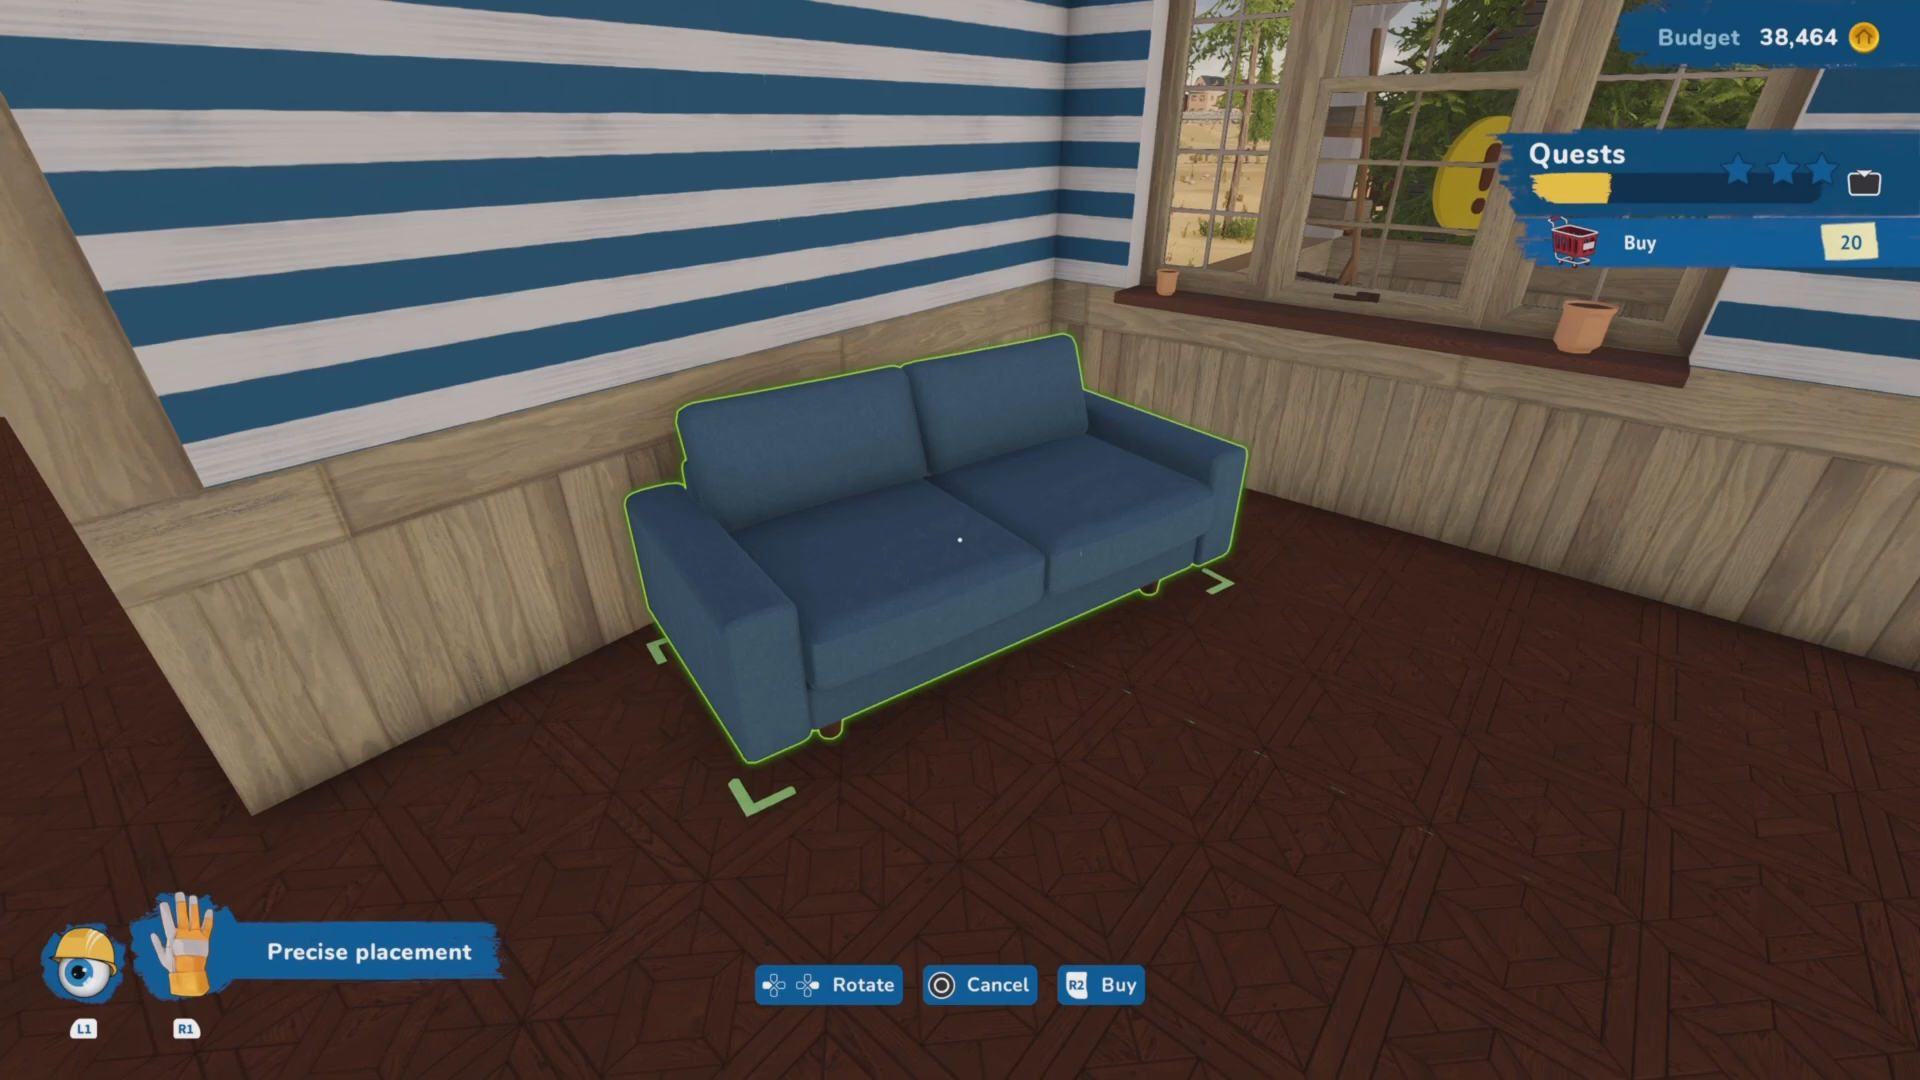 Budget 38,464
Quests
Buy 20
Precise placement
L1 R1
Rotate Cancel R2 Buy